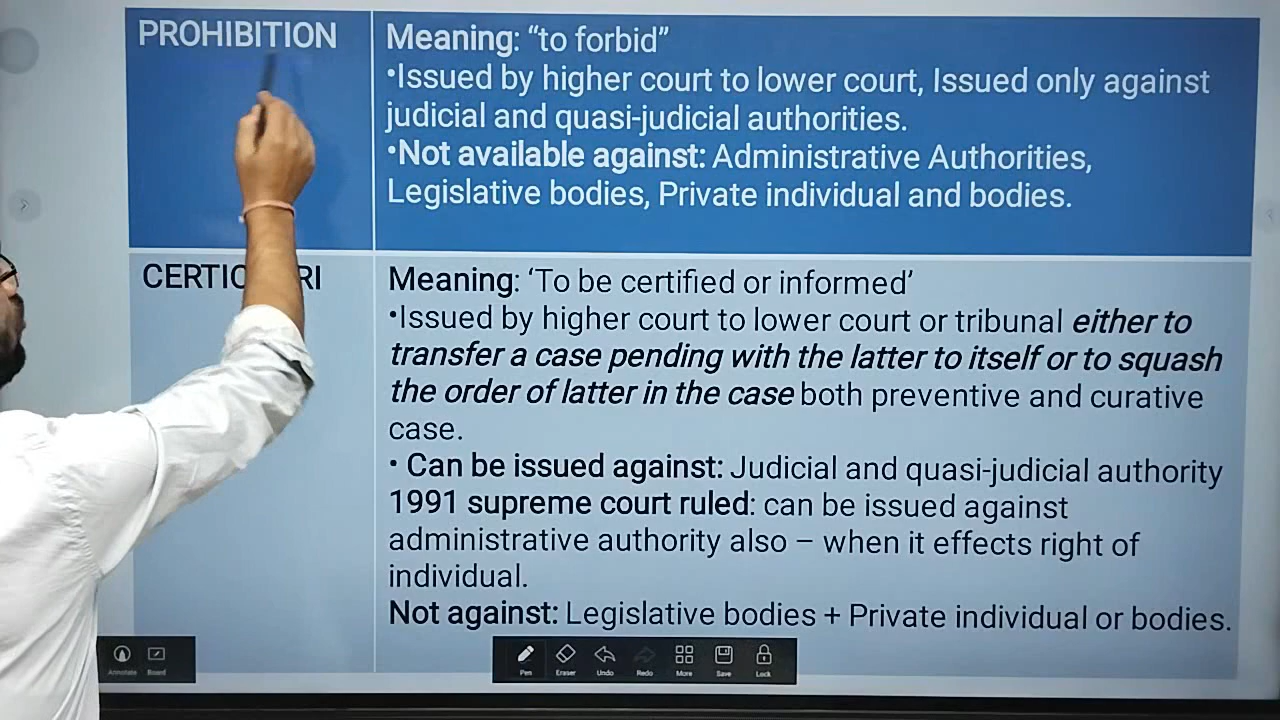 PROHIBITION
Meaning: “to forbid”
•Issued by higher court to lower court, Issued only against
judicial and quasi-judicial authorities.
•Not available against: Administrative Authorities,
Legislative bodies, Private individual and bodies.
CERTIC RI
Meaning: ‘To be certified or informed’
•Issued by higher court to lower court or tribunal either to
transfer a case pending with the latter to itself or to squash
the order of latter in the case both preventive and curative
case.
• Can be issued against: Judicial and quasi-judicial authority
1991 supreme court ruled: can be issued against
administrative authority also – when it effects right of
individual.
Not against: Legislative bodies + Private individual or bodies.
Annotate Board
Pen Eraser Undo Redo More Save Lock